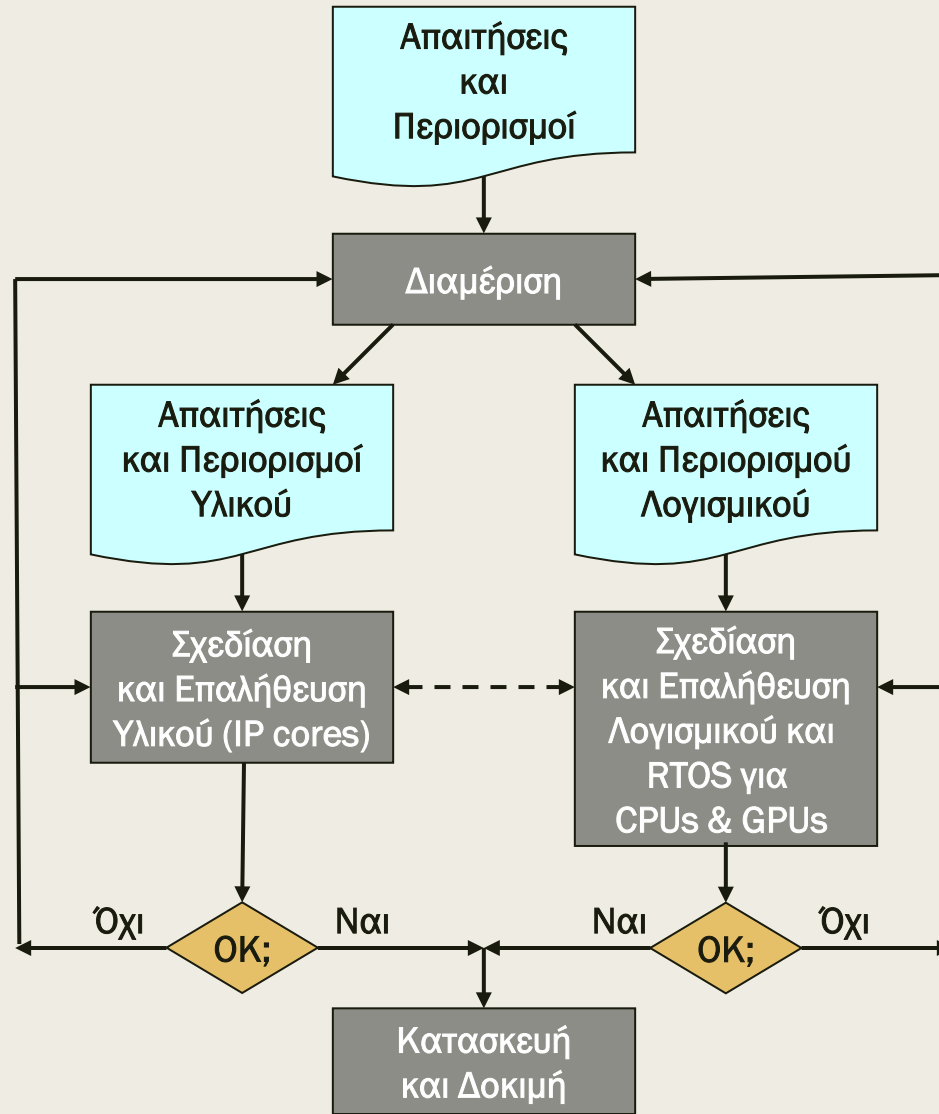 Απαιτήσεις
και
Περιορισμοί
Διαμέριση
Απαιτήσεις
και Περιορισμοί
Υλικού
Απαιτήσεις
και Περιορισμού
Λογισμικού
Σχεδίαση
και Επαλήθευση
Υλικού (IP cores)
Σχεδίαση
και Επαλήθευση
Λογισμικού και
RTOS για
CPUs & GPUs
Όχι
OK;
Ναι
Ναι
OK;
Όχι
Κατασκευή
και Δοκιμή